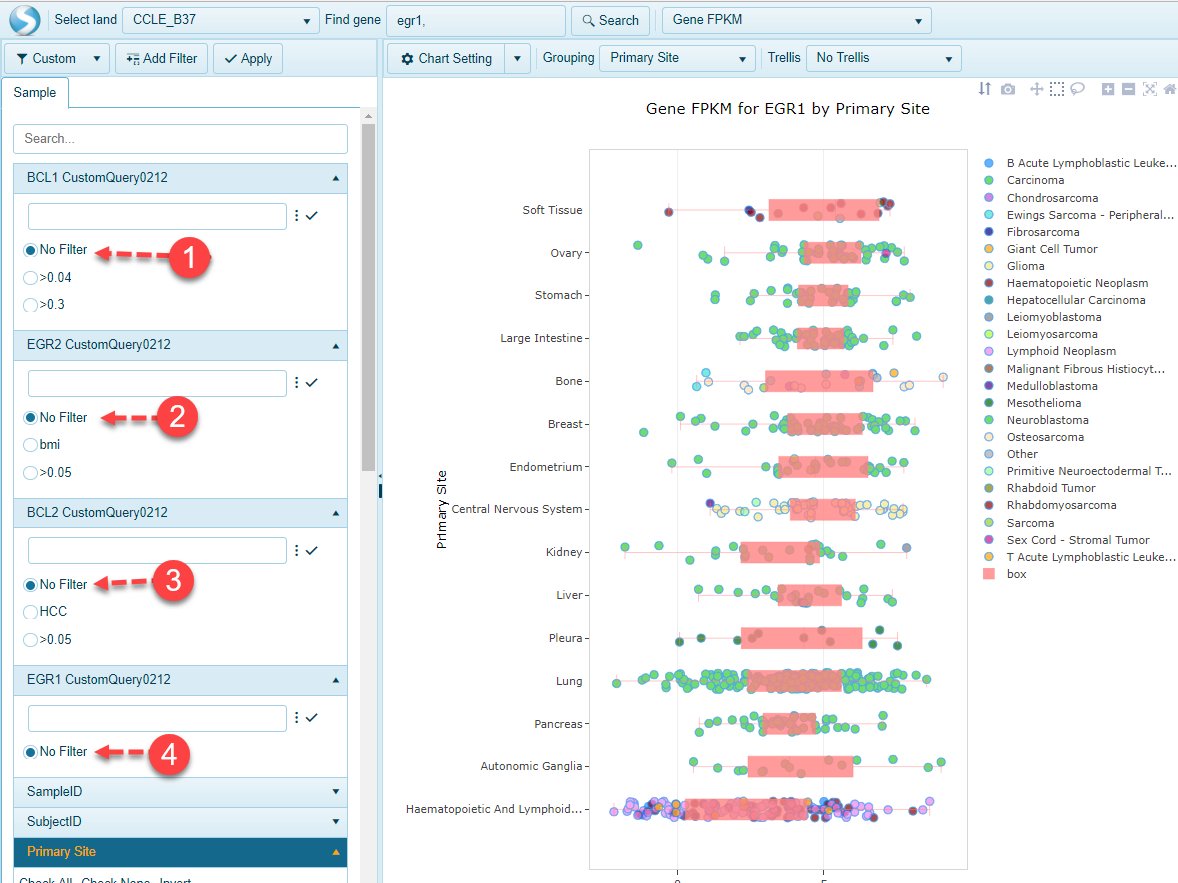 Select land CCLE_B37 Find gene egr1, Search Gene FPKM
Custom Add Filter Apply Chart Setting Grouping Primary Site Trellis No Trellis
Sample
Search...
BCL1 CustomQuery0212
No Filter
1
>0.04
>0.3
EGR2 CustomQuery0212
No Filter
2
bmi
>0.05
BCL2 CustomQuery0212
No Filter
3
HCC
>0.05
EGR1 CustomQuery0212
No Filter
4
SampleID
SubjectID
Primary Site
Check All Check None Invert
Gene FPKM for EGR1 by Primary Site
Primary Site
Soft Tissue
Ovary
Stomach
Large Intestine
Bone
Breast
Endometrium
Central Nervous System
Kidney
Liver
Pleura
Lung
Pancreas
Autonomic Ganglia
Haematopoietic And Lymphoid...
0 5
B Acute Lymphoblastic Leuke...
Carcinoma
Chondrosarcoma
Ewings Sarcoma - Peripheral...
Fibrosarcoma
Giant Cell Tumor
Glioma
Haematopoietic Neoplasm
Hepatocellular Carcinoma
Leiomyoblastoma
Leiomyosarcoma
Lymphoid Neoplasm
Malignant Fibrous Histiocyt...
Medulloblastoma
Mesothelioma
Neuroblastoma
Osteosarcoma
Other
Primitive Neuroectodermal T...
Rhabdoid Tumor
Rhabdomyosarcoma
Sarcoma
Sex Cord - Stromal Tumor
T Acute Lymphoblastic Leuke...
box